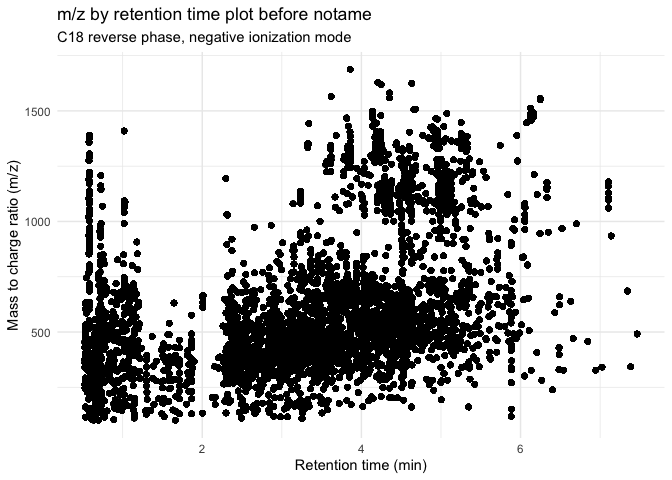 m/z by retention time plot before notame
C18 reverse phase, negative ionization mode
Mass to charge ratio (m/z)
1500
1000
500
2 4 6
Retention time (min)